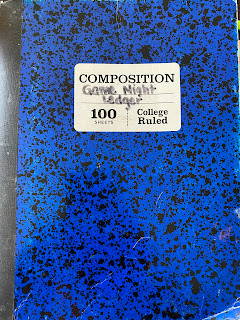 COMPOSITION
Game Night
Ledger
100 College
SHEETS Ruled